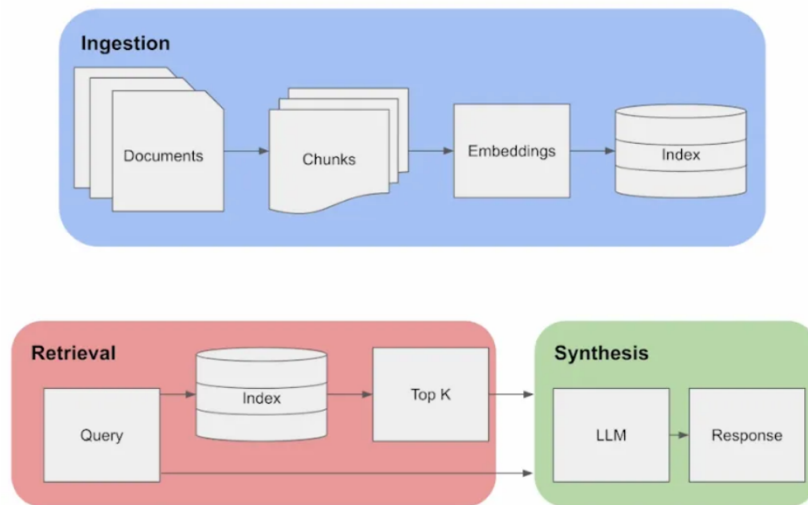 Ingestion
Documents
Chunks
Embeddings
Index
Retrieval
Query
Index
Top K
Synthesis
LLM
Response